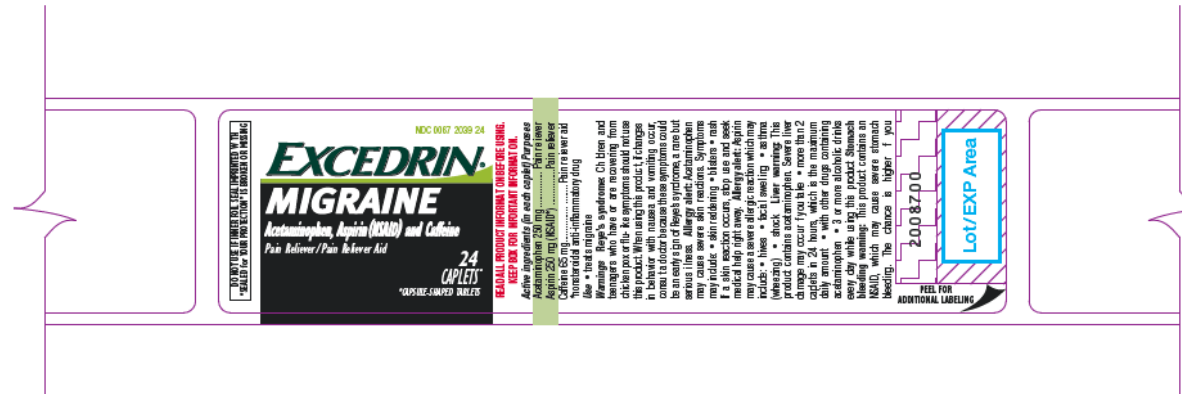 DO NOT USE IF INNER FOIL SEAL IMPRINTED WITH
"SEALED for YOUR PROTECTION" IS BROKEN OR MISSING
NDC 0067 2039 24
EXCEDRIN®
MIGRAINE
Acetaminophen, Aspirin (NSAID) and Caffeine
Pain Reliever/Pain Reliever Aid
24
CAPLETS*
*CAPSULE-SHAPED TABLETS
READ ALL PRODUCT INFORMATION BEFORE USING.
KEEP BOX FOR IMPORTANT INFORMATION.
Active ingredients (in each caplet) Purposes
Acetaminophen 250 mg ............ Pain reliever
Aspirin 250 mg (NSAID*) ............ Pain reliever
Caffeine 65 mg ............ Pain reliever aid
*nonsteroidal anti-inflammatory drug
Use • treats migraine
Warnings Reye's syndrome: Children and
teenagers who have or are recovering from
chicken pox or flu-like symptoms should not use
this product. When using this product, if changes
in behavior with nausea and vomiting occur,
consult a doctor because these symptoms could
be an early sign of Reye's syndrome, a rare but
serious illness. Allergy alert: Acetaminophen
may cause severe skin reactions. Symptoms
may include: • skin reddening • blisters • rash
If a skin reaction occurs, stop use and seek
medical help right away. Allergy alert: Aspirin
may cause a severe allergic reaction which may
include: • hives • facial swelling • asthma
(wheezing) • shock Liver warning: This
product contains acetaminophen. Severe liver
damage may occur if you take • more than 2
caplets in 24 hours, which is the maximum
daily amount • with other drugs containing
acetaminophen • 3 or more alcoholic drinks
every day while using this product Stomach
bleeding warning: This product contains an
NSAID, which may cause severe stomach
bleeding. The chance is higher if you
20087OO
Lot/EXP Area
PEEL FOR
ADDITIONAL LABELING